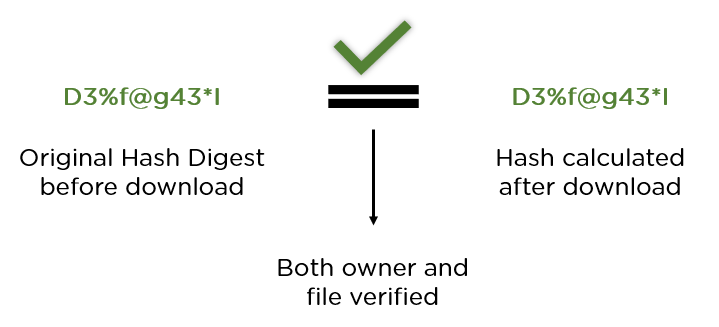 D3%f@g43*I
D3%f@g43*I
Original Hash Digest
before download
Hash calculated
after download
Both owner and
file verified